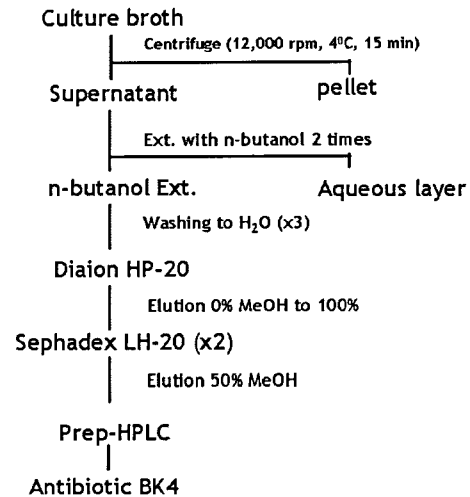 Culture broth
Centrifuge (12,000 rpm, 4⁰C, 15 min)
Supernatant pellet
Ext. with n-butanol 2 times
n-butanol Ext. Aqueous layer
Washing to H₂O (x3)
Diaion HP-20
Elution 0% MeOH to 100%
Sephadex LH-20 (x2)
Elution 50% MeOH
Prep-HPLC
Antibiotic BK4